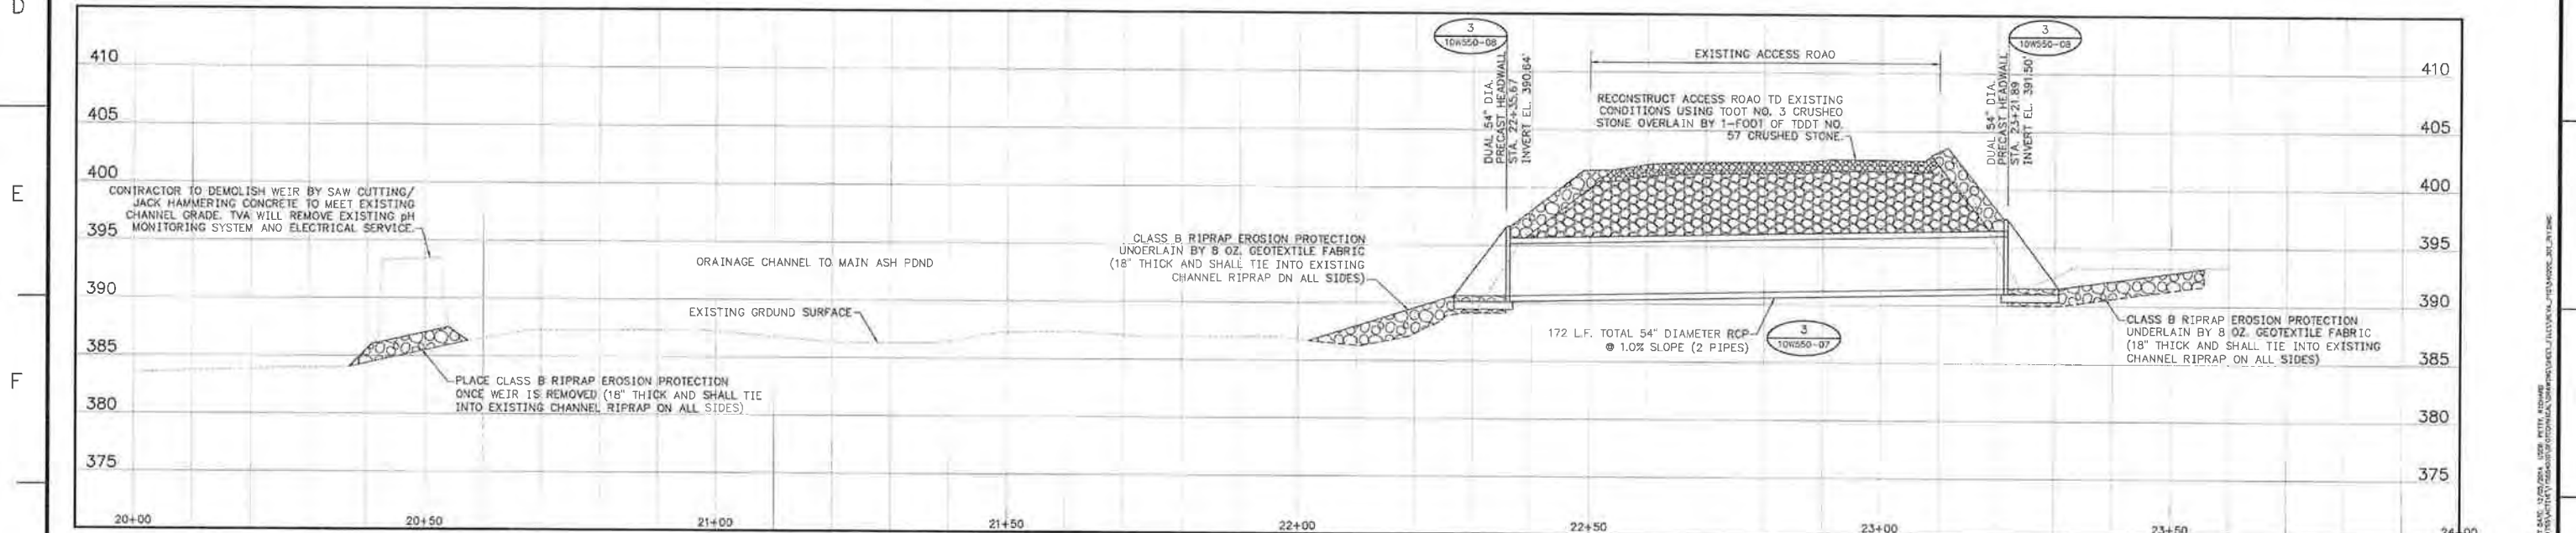 D
E
F
410
405
400
395
390
385
380
375
410
405
400
395
390
385
380
375
20+00
20+50
21+00
21+50
22+00
22+50
23+00
23+50
24+00
CONTRACTOR TO DEMOLISH WEIR BY SAW CUTTING/
JACK HAMMERING CONCRETE TO MEET EXISTING
CHANNEL GRADE. TVA WILL REMOVE EXISTING pH
MONITORING SYSTEM ANO ELECTRICAL SERVICE.
PLACE CLASS B RIPRAP EROSION PROTECTION
ONCE WEIR IS REMOVED (18" THICK AND SHALL TIE
INTO EXISTING CHANNEL RIPRAP ON ALL SIDES)
ORAINAGE CHANNEL TO MAIN ASH PDND
EXISTING GRDUND SURFACE
CLASS B RIPRAP EROSION PROTECTION
UNOERLAIN BY 8 OZ. GEOTEXTILE FABRIC
(18" THICK AND SHALL TIE INTO EXISTING
CHANNEL RIPRAP DN ALL SIDES)
3
10W550-08
DUAL 54" DIA.
PRECAST HEADWALL
STA. 22+35.67
INVERT EL. 390.64'
EXISTING ACCESS ROAO
RECONSTRUCT ACCESS ROAO TD EXISTING
CONDITIONS USING TOOT NO. 3 CRUSHEO
STONE OVERLAIN BY 1-FOOT OF TDDT NO.
57 CRUSHED STONE.
3
10W550-08
DUAL 54" DIA.
PRECAST HEADWALL
STA. 23+21.89
INVERT EL. 391.50'
172 L.F. TOTAL 54" DIAMETER RCP
@ 1.0% SLOPE (2 PIPES)
3
10W550-07
CLASS B RIPRAP EROSION PROTECTION
UNDERLAIN BY 8 OZ. GEOTEXTILE FABRIC
(18" THICK AND SHALL TIE INTO EXISTING
CHANNEL RIPRAP ON ALL SIDES)